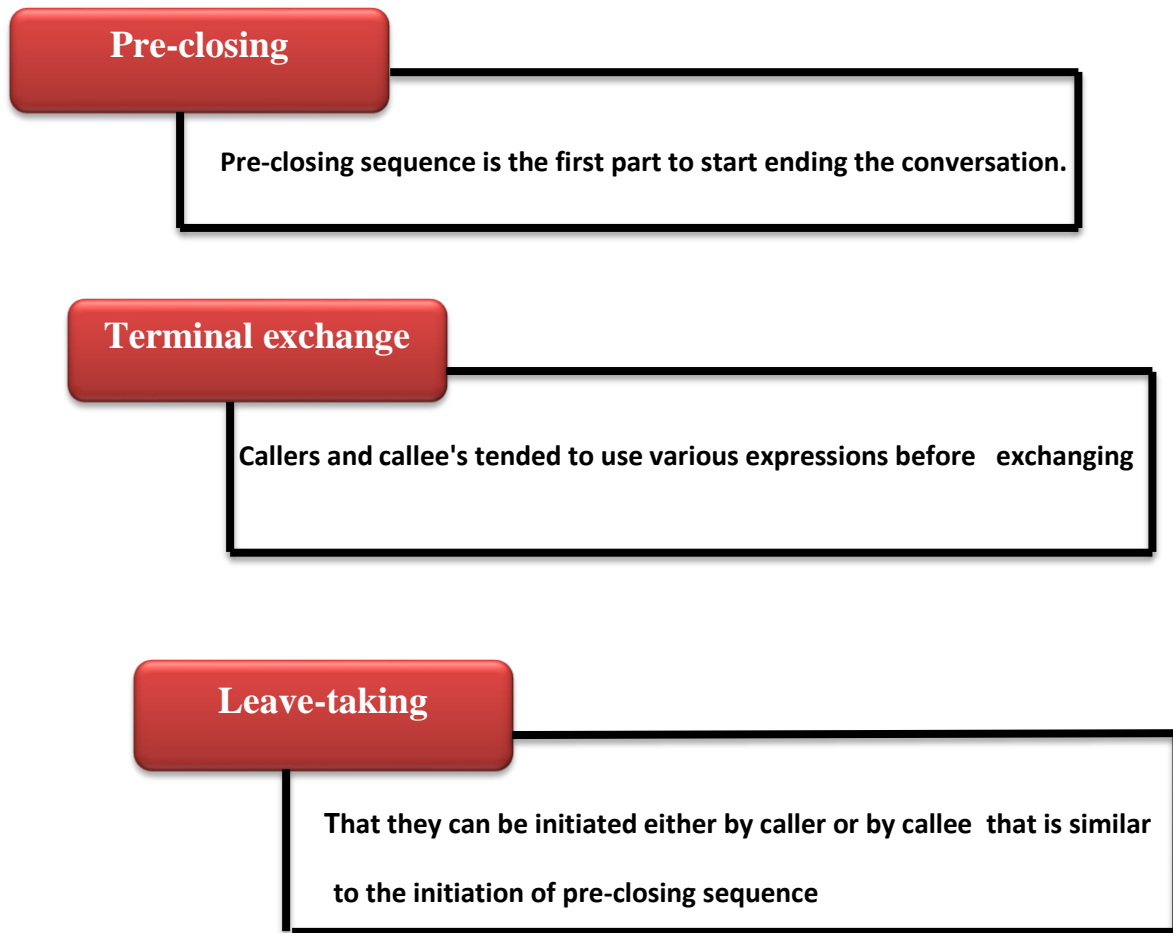 Pre-closing
Pre-closing sequence is the first part to start ending the conversation.
Terminal exchange
Callers and callee's tended to use various expressions before exchanging
Leave-taking
That they can be initiated either by caller or by callee that is similar
to the initiation of pre-closing sequence